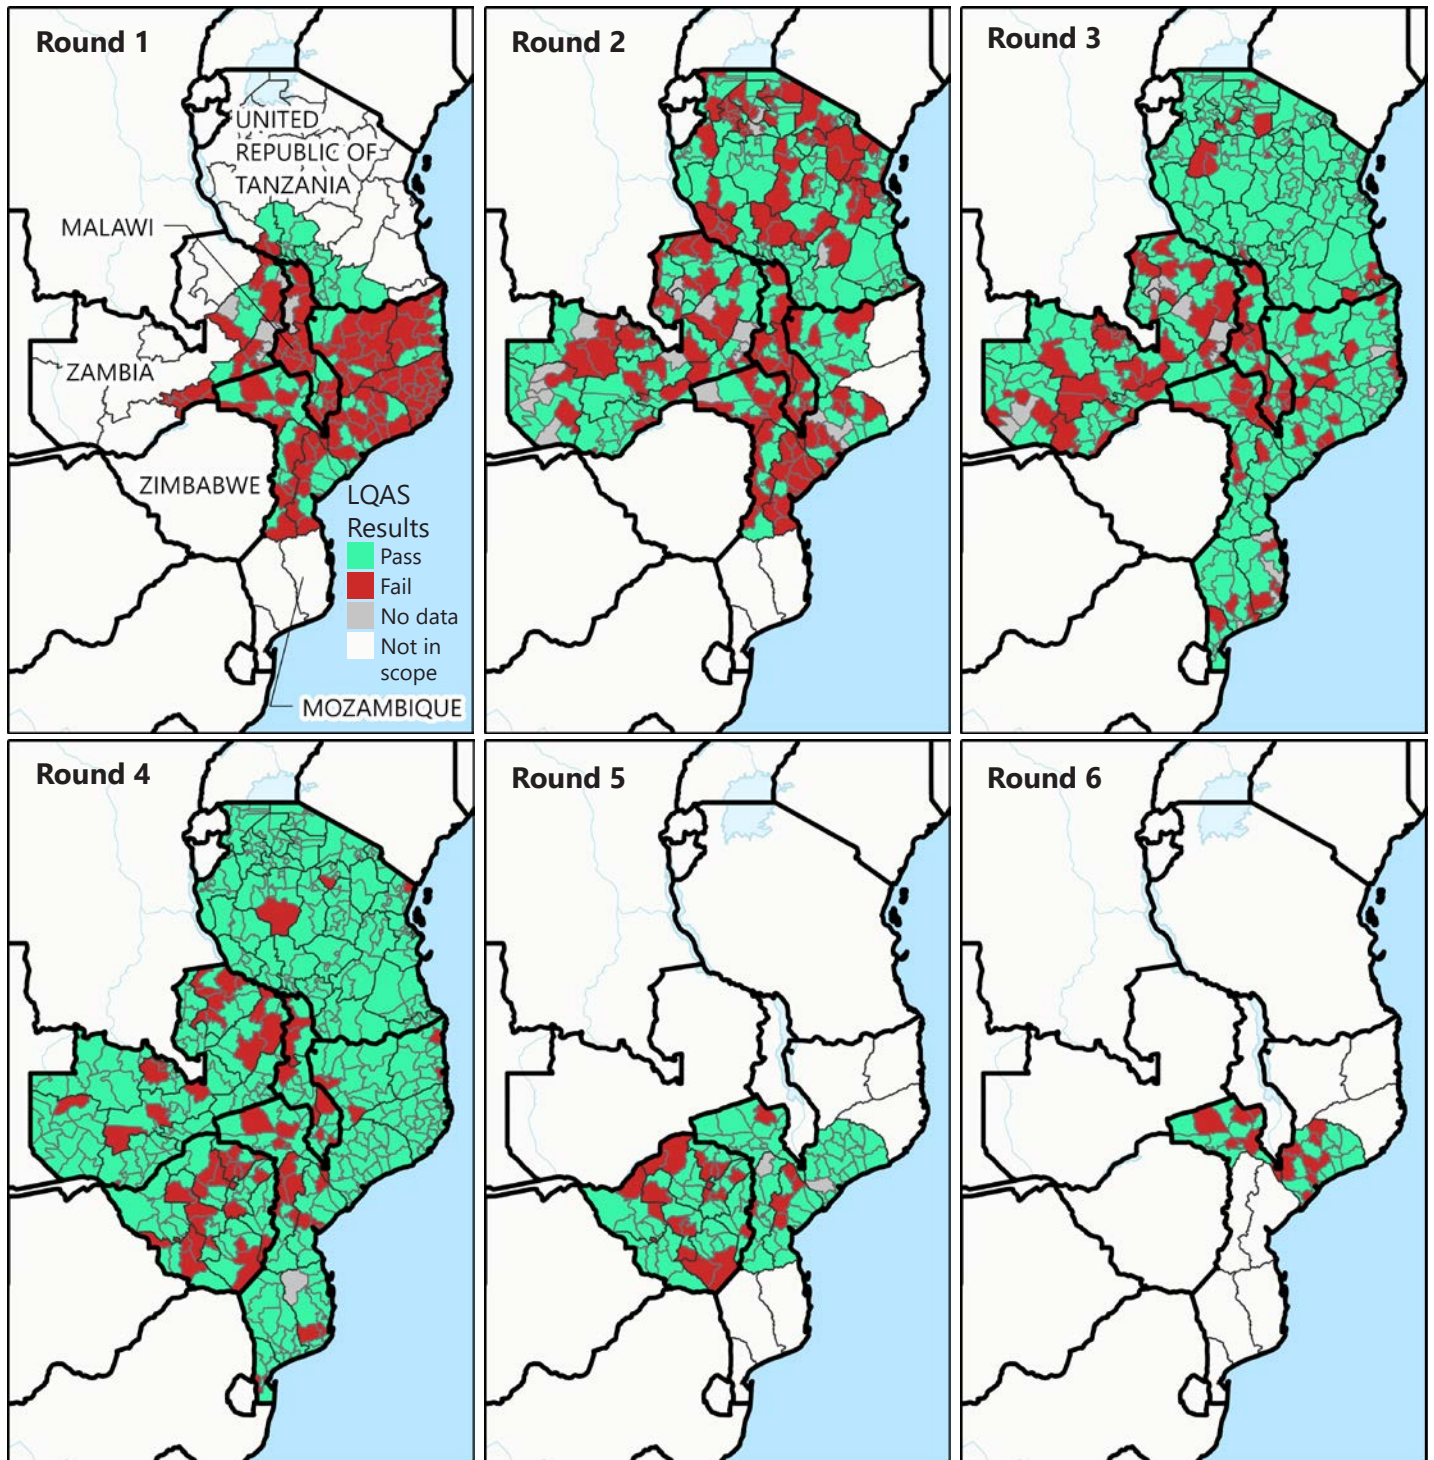 Round 1
Round 2
Round 3
UNITED
REPUBLIC OF
TANZANIA
MALAWI
ZAMBIA
ZIMBABWE
LQAS
Results
Pass
Fail
No data
Not in
scope
MOZAMBIQUE
Round 4
Round 5
Round 6